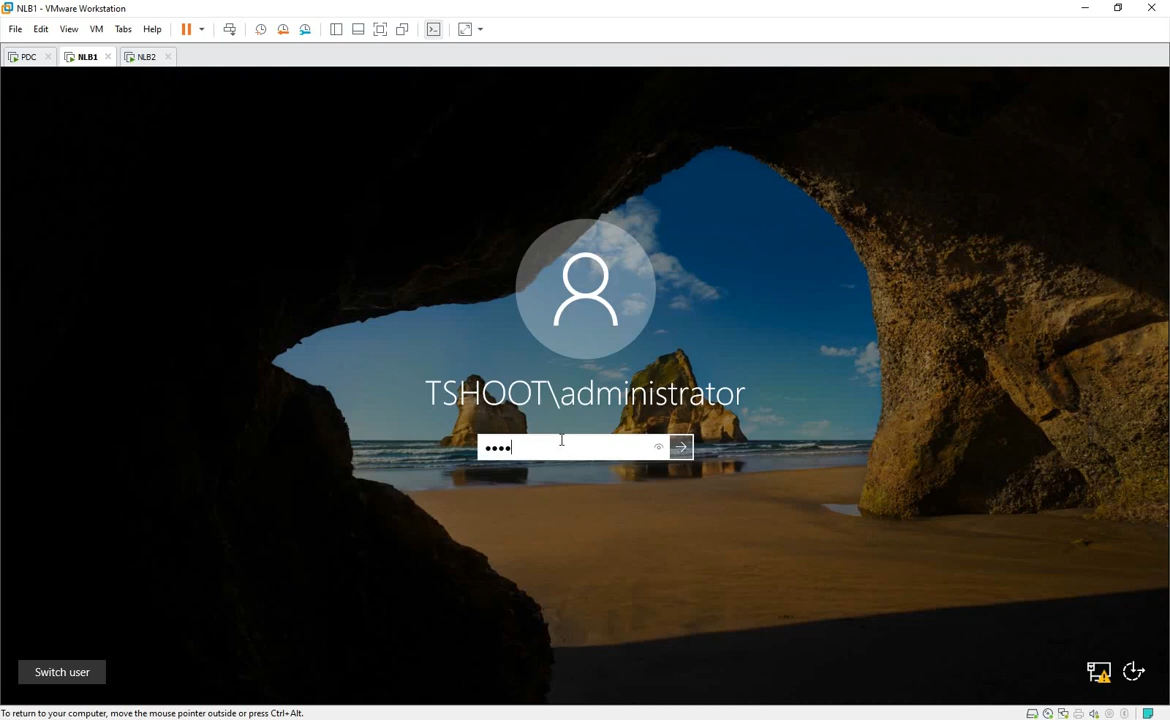 NLB1 - VMware Workstation
File Edit View VM Tabs Help
PDC NLB1 NLB2
TSHOOT\administrator
Switch user
To return to your computer, move the mouse pointer outside or press Ctrl+Alt.